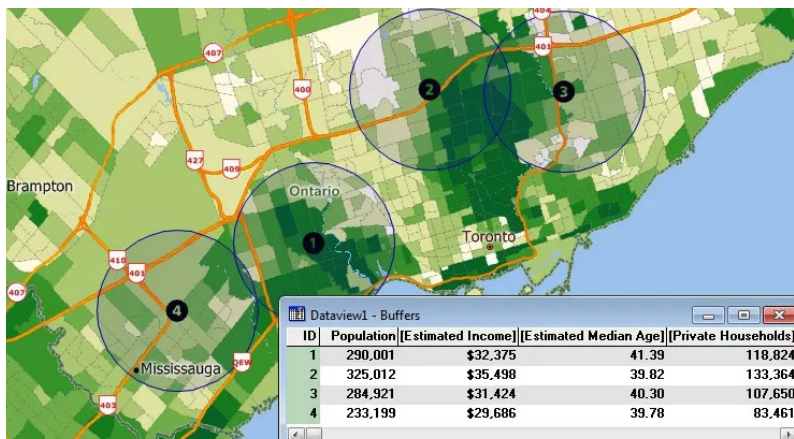 404
407
401
400
2
3
427
409
Brampton
Ontario
1
Toronto
410
401
407
4
Mississauga
QEW
403
Dataview1 - Buffers
ID Population [Estimated Income] [Estimated Median Age] [Private Households]
1 290,001 $32,375 41.39 118,824
2 325,012 $35,498 39.82 133,364
3 284,921 $31,424 40.30 107,650
4 233,199 $29,686 39.78 83,461